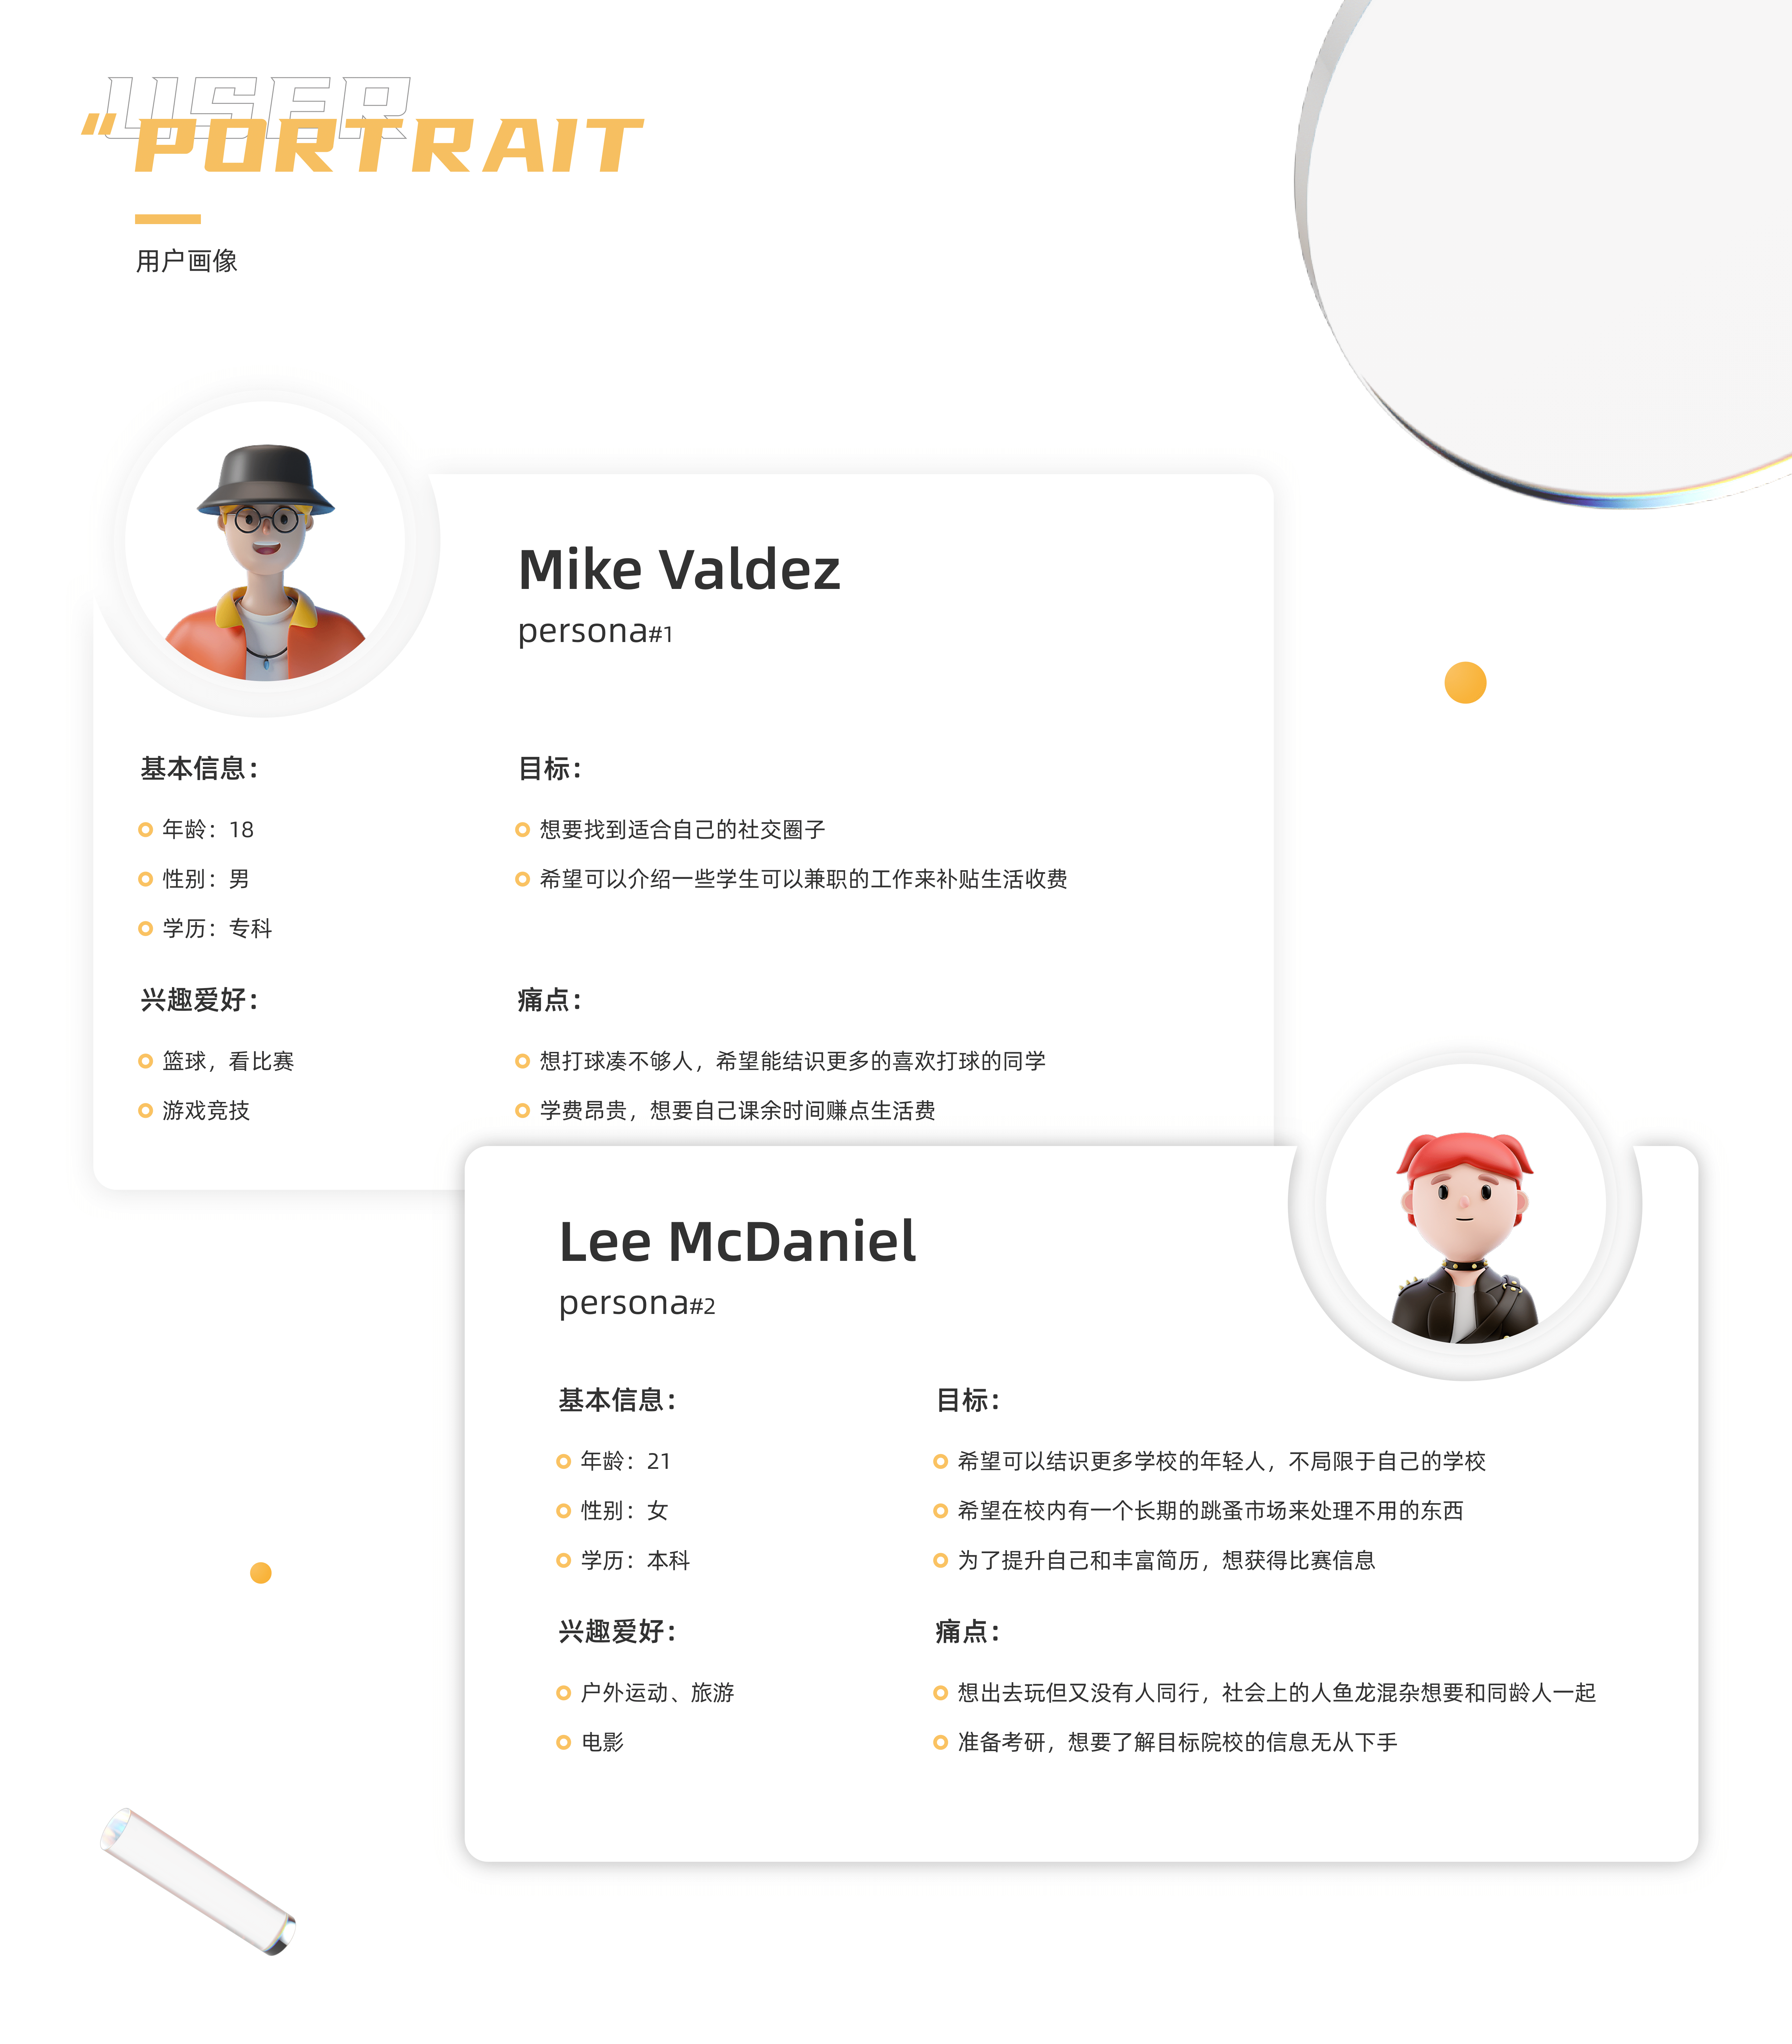 USER
“PORTRAIT
用户画像
Mike Valdez
persona#1
基本信息：
年龄：18
性别：男
学历：专科
目标：
想要找到适合自己的社交圈子
希望可以介绍一些学生可以兼职的工作来补贴生活收费
兴趣爱好：
篮球，看比赛
游戏竞技
痛点：
想打球凑不够人，希望能结识更多的喜欢打球的同学
学费昂贵，想要自己课余时间赚点生活费
Lee McDaniel
persona#2
基本信息：
年龄：21
性别：女
学历：本科
目标：
希望可以结识更多学校的年轻人，不局限于自己的学校
希望在校内有一个长期的跳蚤市场来处理不用的东西
为了提升自己和丰富简历，想获得比赛信息
兴趣爱好：
户外运动、旅游
电影
痛点：
想出去玩但又没有人同行，社会上的人鱼龙混杂想要和同龄人一起
准备考研，想要了解目标院校的信息无从下手